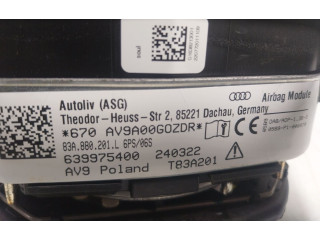 Autoliv (ASG)
Airbag Module
Theodor-Heuss-Str 2, 85221 Dachau, Germany
*670 AV9A00GOZDR*
83A.880.201.L 6PS/06S
639975400 240322
AV9 Poland T83A201